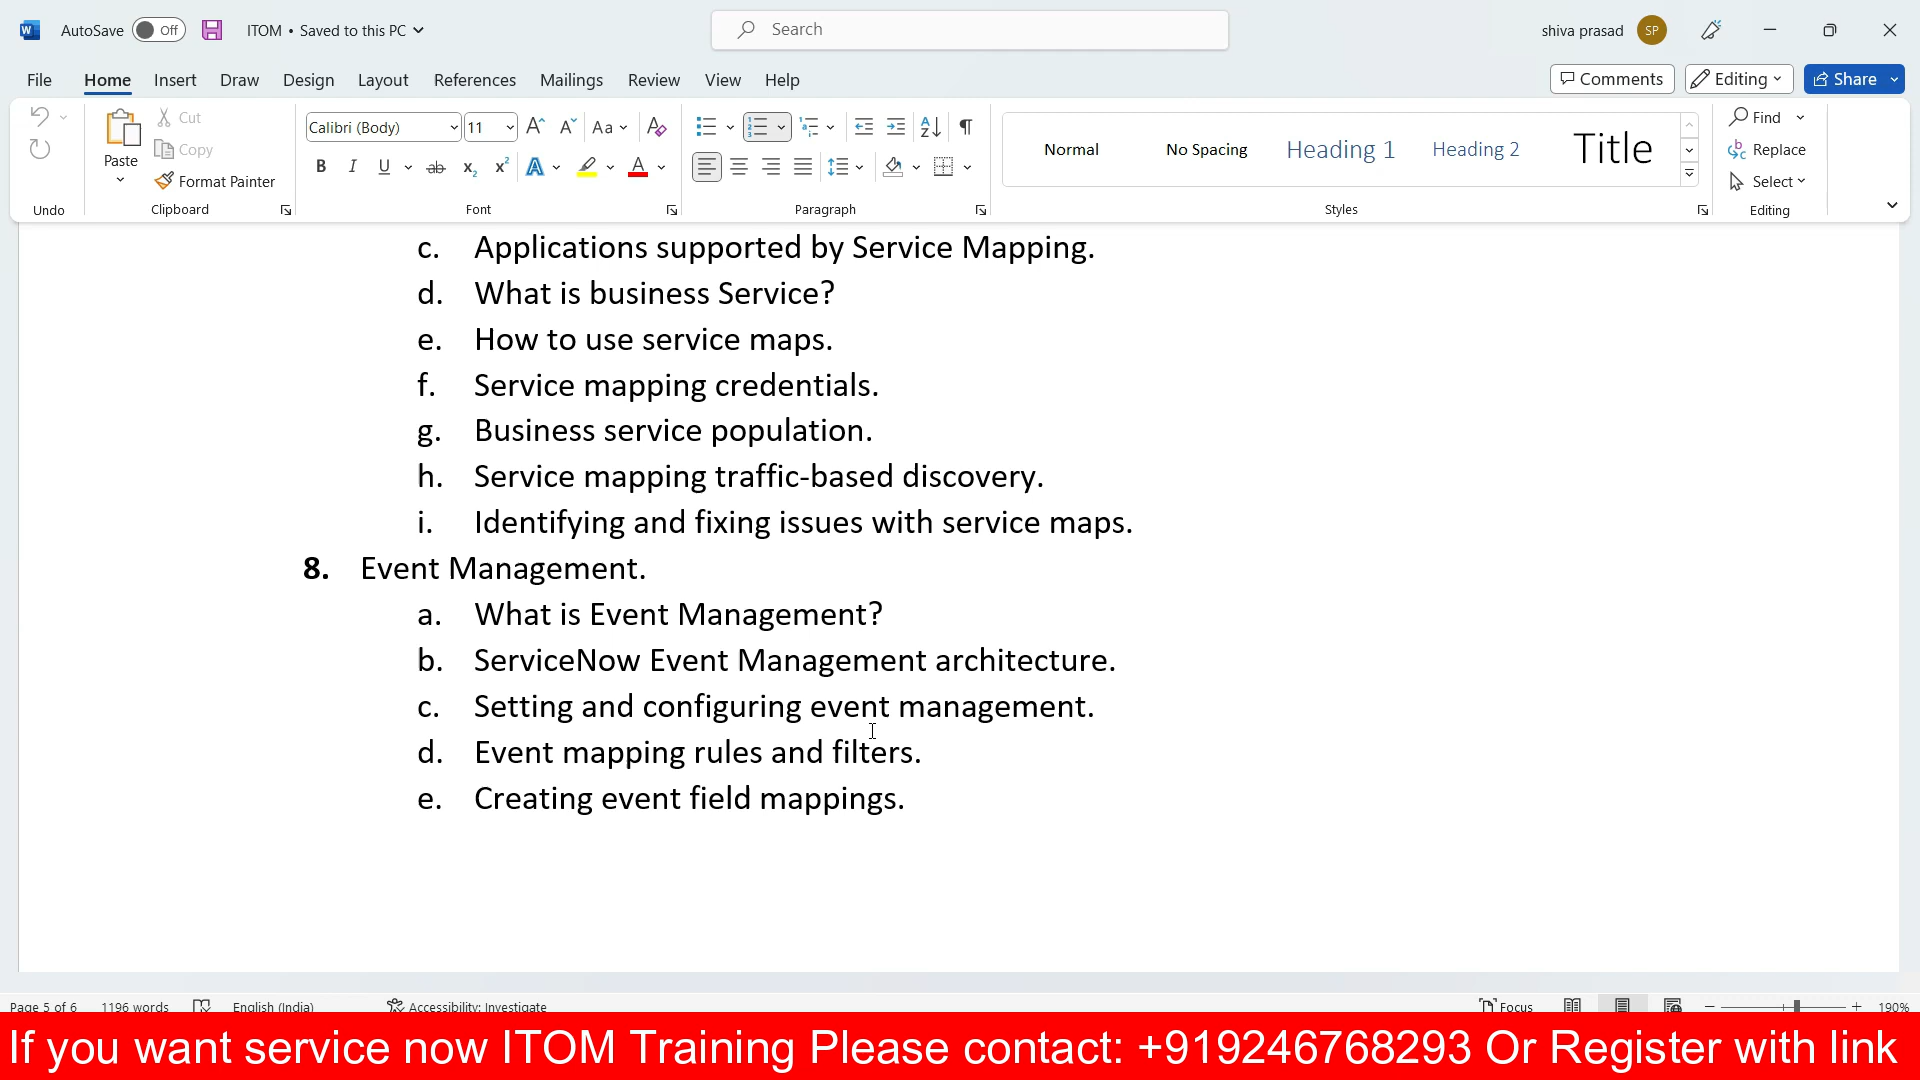 AutoSave Off ITOM • Saved to this PC Search shiva prasad SP
File Home Insert Draw Design Layout References Mailings Review View Help Comments Editing Share
Paste Cut Copy Format Painter
Calibri (Body) 11
Normal No Spacing Heading 1 Heading 2 Title
Find Replace Select
Undo Clipboard Font Paragraph Styles Editing
c. Applications supported by Service Mapping.
d. What is business Service?
e. How to use service maps.
f. Service mapping credentials.
g. Business service population.
h. Service mapping traffic-based discovery.
i. Identifying and fixing issues with service maps.
8. Event Management.
a. What is Event Management?
b. ServiceNow Event Management architecture.
c. Setting and configuring event management.
d. Event mapping rules and filters.
e. Creating event field mappings.
Page 5 of 6 1196 words English (India) Accessibility: Investigate Focus 190%
If you want service now ITOM Training Please contact: +919246768293 Or Register with link